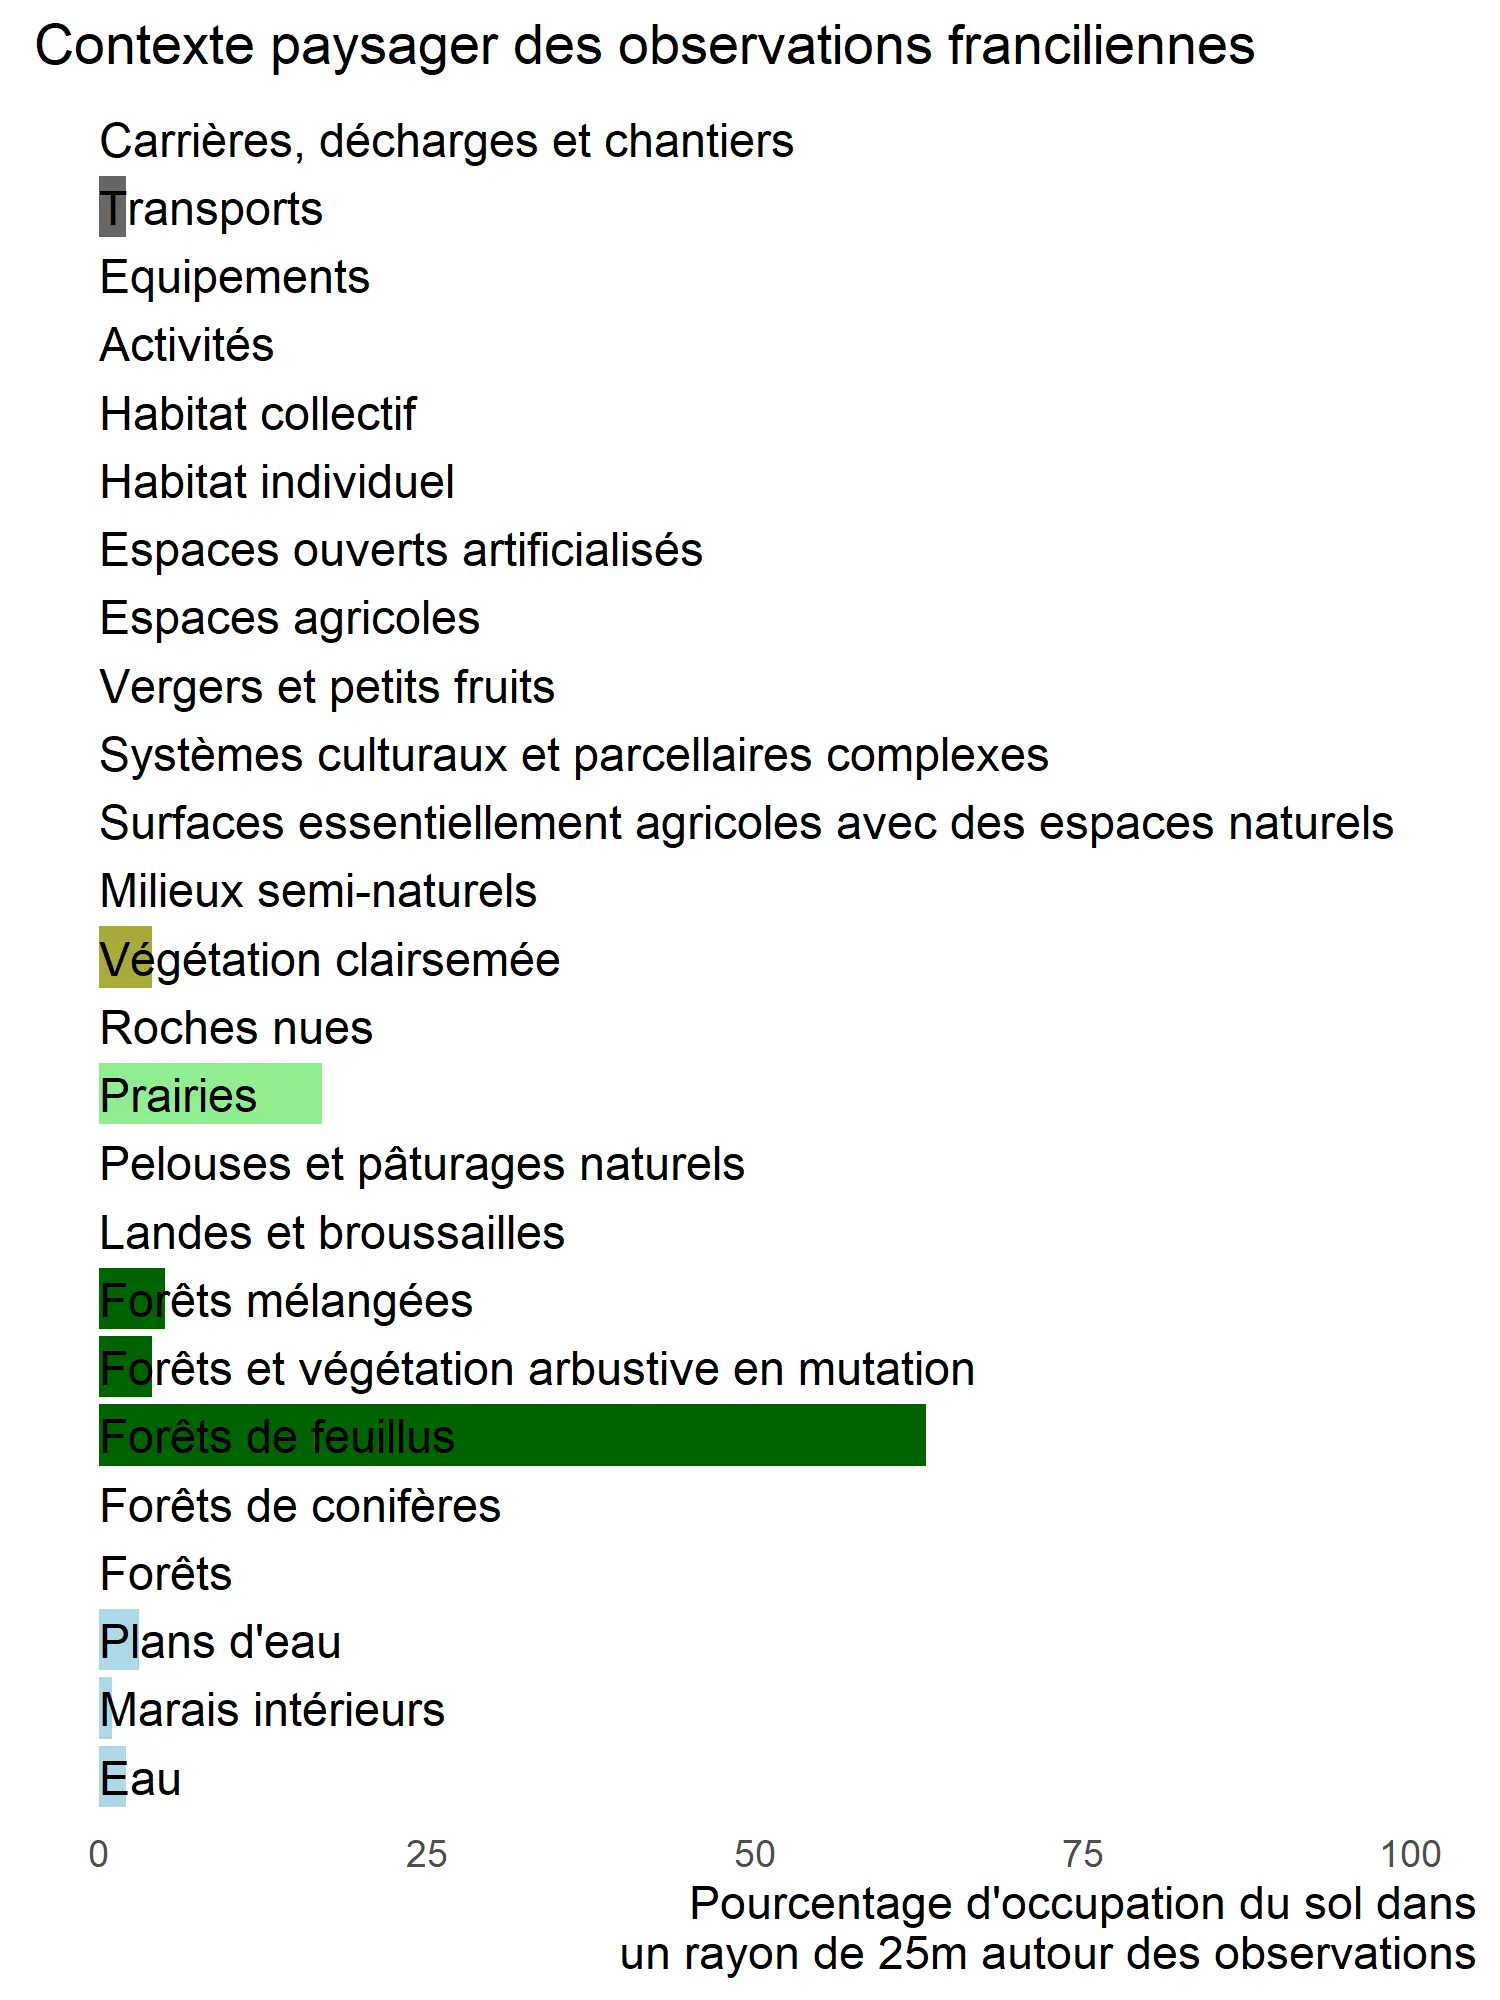 Contexte paysager des observations franciliennes
Carrières, décharges et chantiers
Transports
Equipements
Activités
Habitat collectif
Habitat individuel
Espaces ouverts artificialisés
Espaces agricoles
Vergers et petits fruits
Systèmes culturaux et parcellaires complexes
Surfaces essentiellement agricoles avec des espaces naturels
Milieux semi-naturels
Végétation clairsemée
Roches nues
Prairies
Pelouses et pâturages naturels
Landes et broussailles
Forêts mélangées
Forêts et végétation arbustive en mutation
Forêts de feuillus
Forêts de conifères
Forêts
Plans d'eau
Marais intérieurs
Eau
0 25 50 75 100
Pourcentage d'occupation du sol dans
un rayon de 25m autour des observations